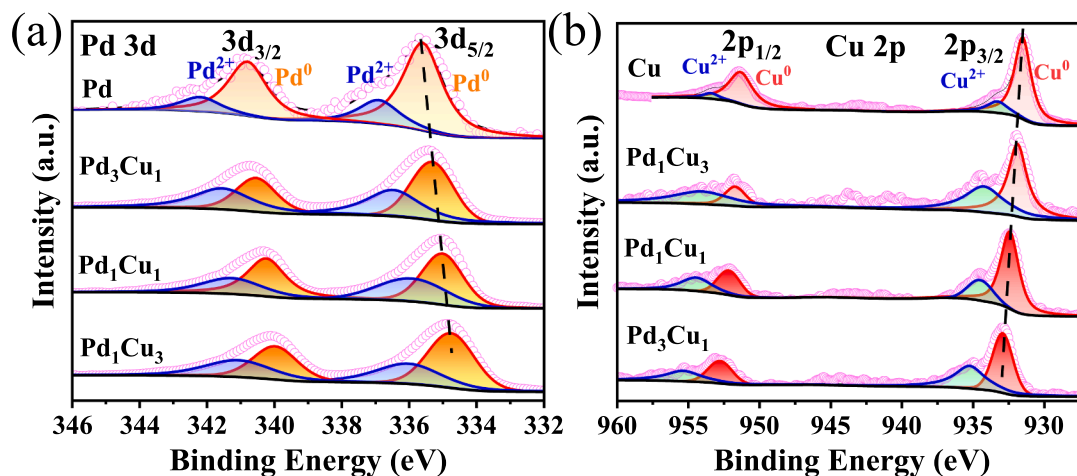 (a)
Pd 3d
3d3/2
3d5/2
Pd2+
Pd0
Pd2+
Pd0
Pd
Pd3Cu1
Pd1Cu1
Pd1Cu3
Intensity (a.u.)
346 344 342 340 338 336 334 332
Binding Energy (eV)
(b)
2p1/2
Cu 2p
2p3/2
Cu
Cu2+
Cu0
Cu2+
Cu0
Pd1Cu3
Pd1Cu1
Pd3Cu1
Intensity (a.u.)
960 955 950 945 940 935 930
Binding Energy (eV)